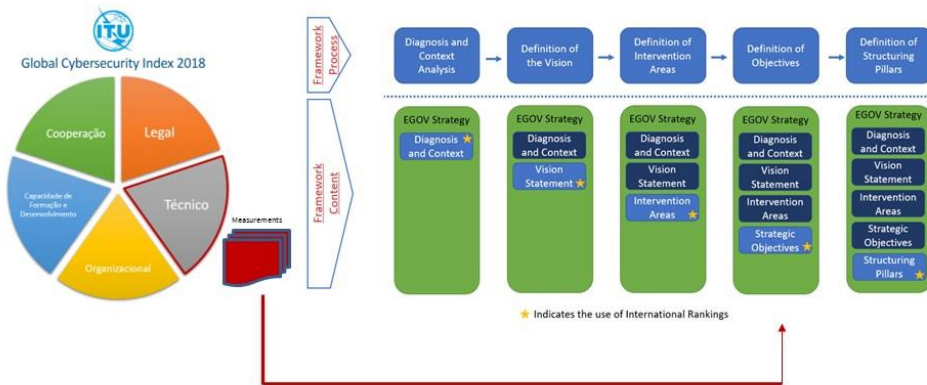 ITU
Global Cybersecurity Index 2018
Cooperação
Legal
Capacidade de
Formação e
Desenvolvimento
Técnico
Organizacional
Measurements
Framework
Process
Framework
Content
Diagnosis and
Context
Analysis
Definition of
the Vision
Definition of
Intervention
Areas
Definition of
Objectives
Definition of
Structuring
Pillars
EGOV Strategy
Diagnosis
and Context
EGOV Strategy
Diagnosis
and Context
Vision
Statement
EGOV Strategy
Diagnosis
and Context
Vision
Statement
Intervention
Areas
EGOV Strategy
Diagnosis
and Context
Vision
Statement
Intervention
Areas
Strategic
Objectives
EGOV Strategy
Diagnosis
and Context
Vision
Statement
Intervention
Areas
Strategic
Objectives
Structuring
Pillars
Indicates the use of International Rankings